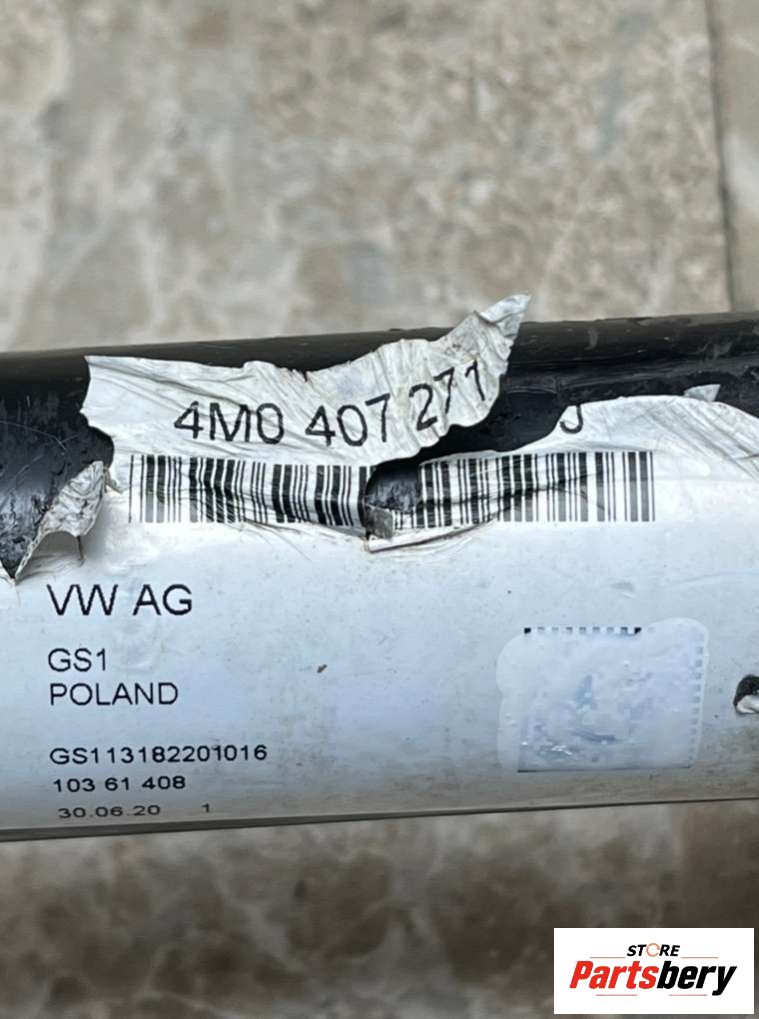 4M0 407 271 J
VW AG
GS1
POLAND
GS113182201016
103 61 408
30.06.20 1
STORE
Partsbery